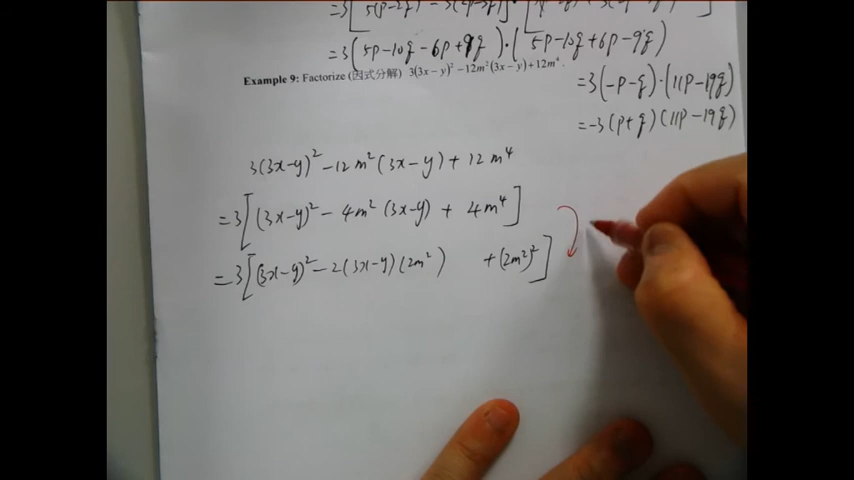 =3(5p-10q-6p+9q)·(5p-10q+6p-9q)
Example 9: Factorize (因式分解) 3(3x-y)²-12m²(3x-y)+12m⁴.
=3(-p-q)·(11p-19q)
=-3(p+q)(11p-19q)
3(3x-y)²-12m²(3x-y)+12m⁴
=3[(3x-y)²-4m²(3x-y)+4m⁴]
=3[(3x-y)²-2(3x-y)(2m²) +(2m²)²]